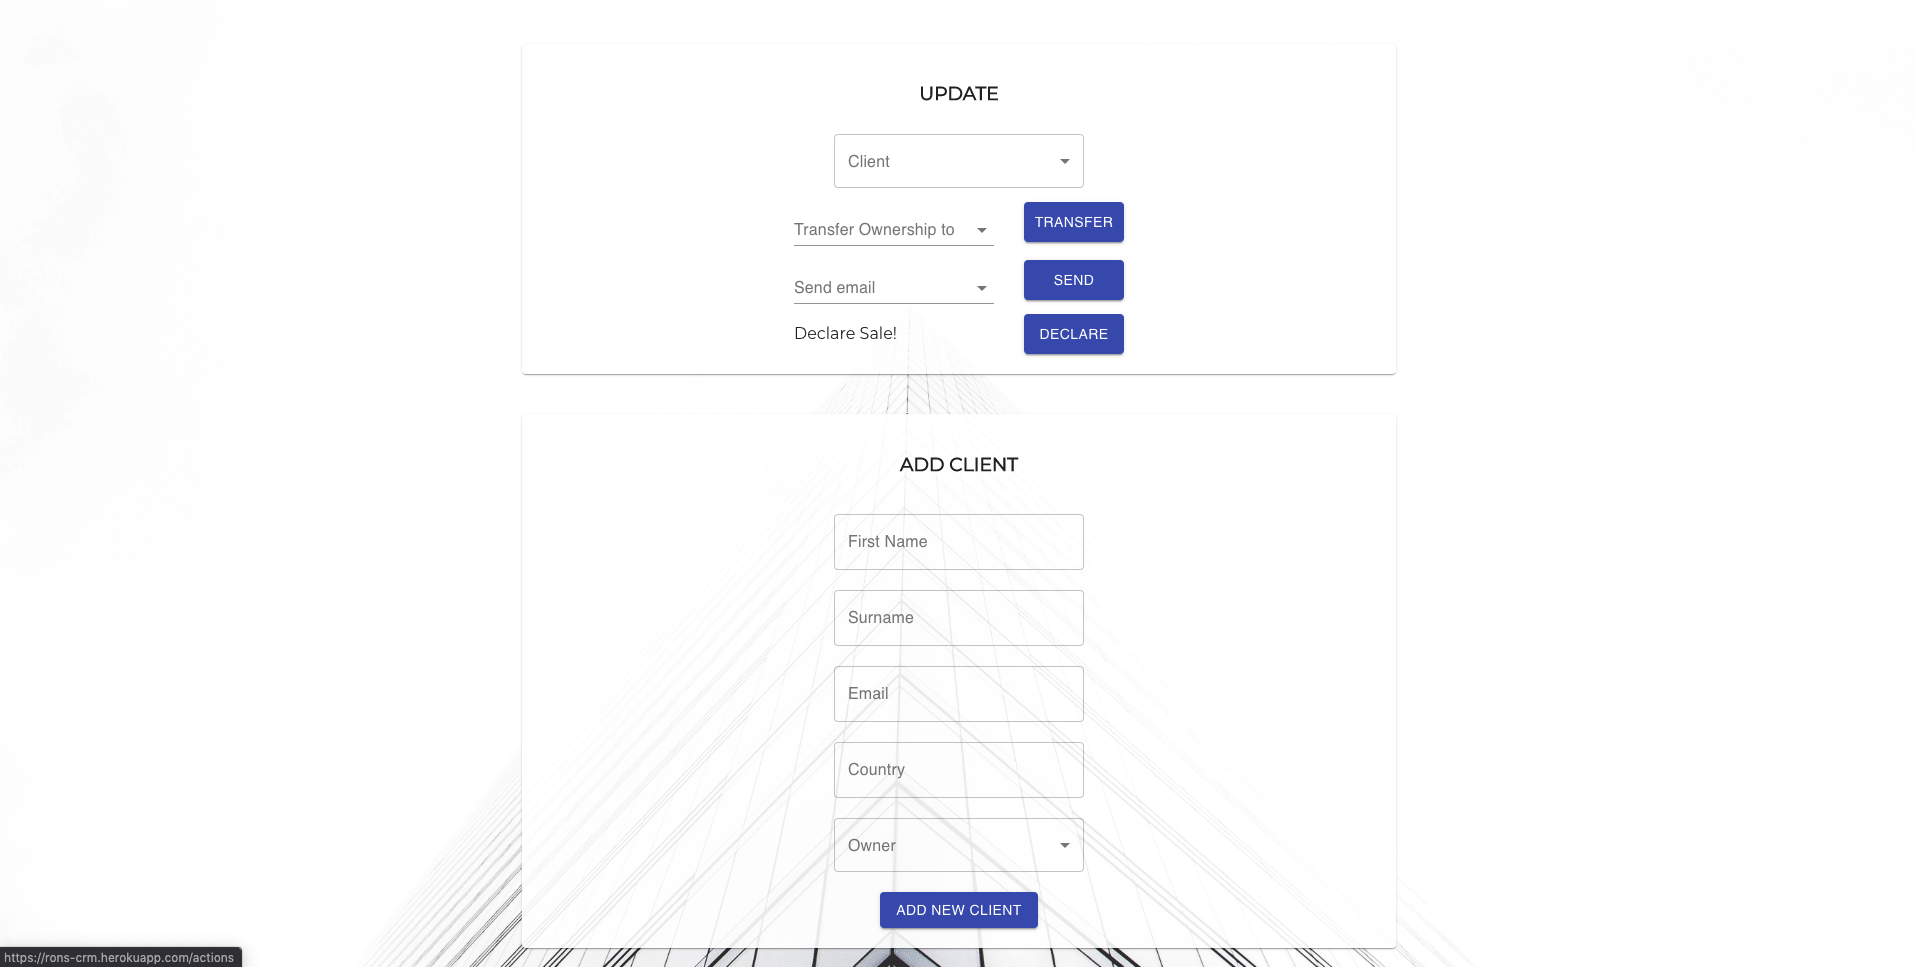 UPDATE
Client
Transfer Ownership to
TRANSFER
Send email
SEND
Declare Sale!
DECLARE
ADD CLIENT
First Name
Surname
Email
Country
Owner
ADD NEW CLIENT
https://rons-crm.herokuapp.com/actions